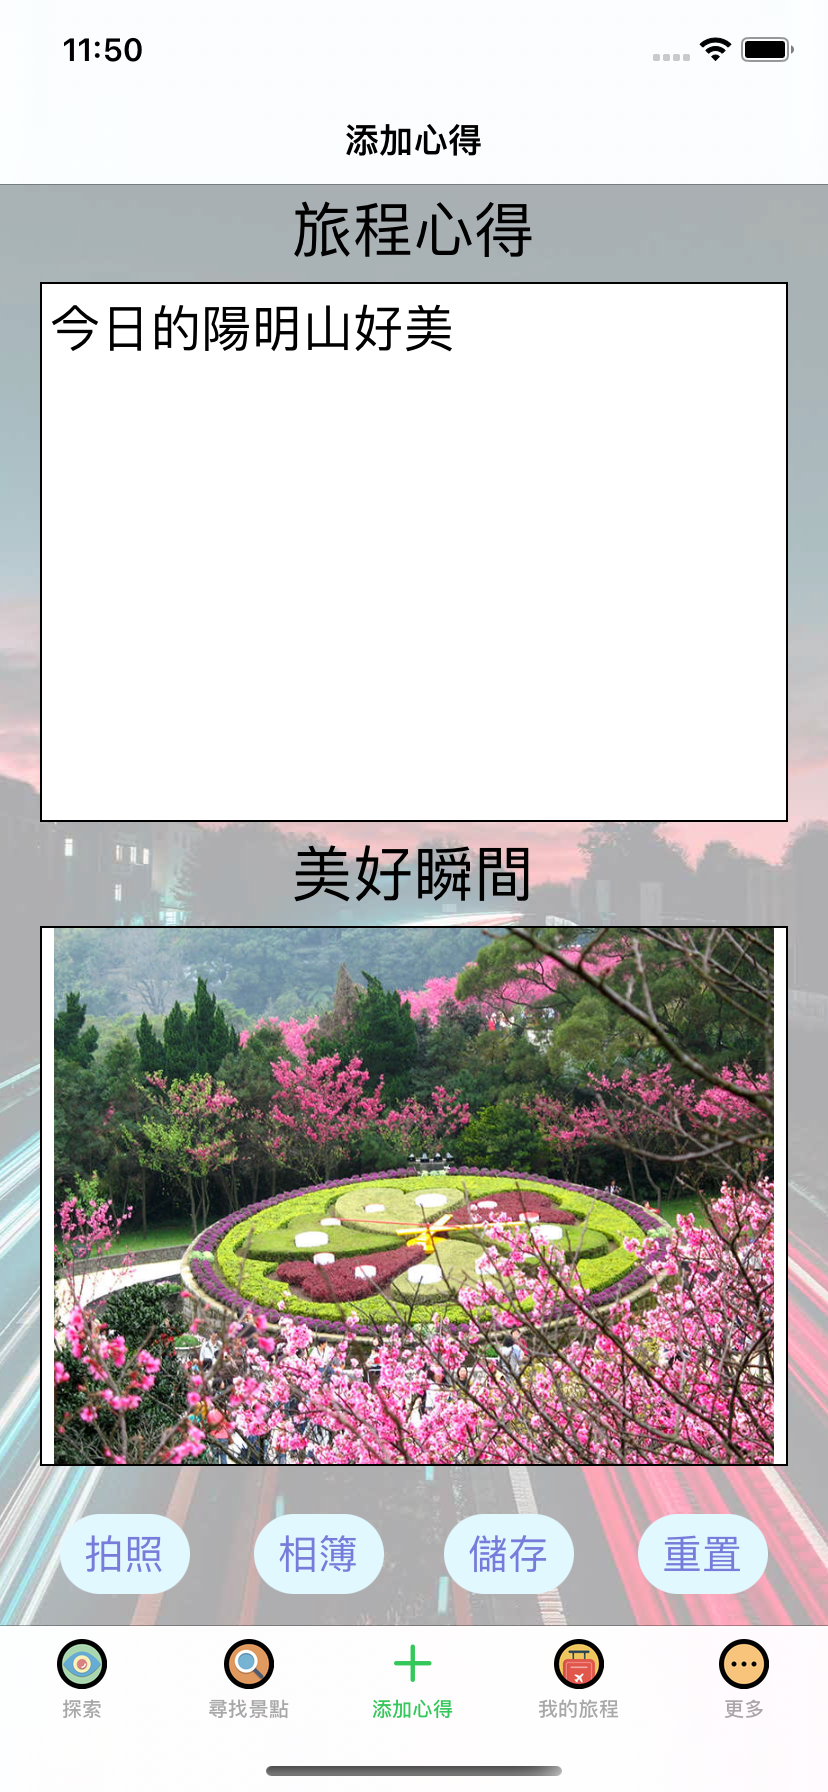 11:50
添加心得
旅程心得
今日的陽明山好美
美好瞬間
拍照 相簿 儲存 重置
探索 尋找景點 添加心得 我的旅程 更多